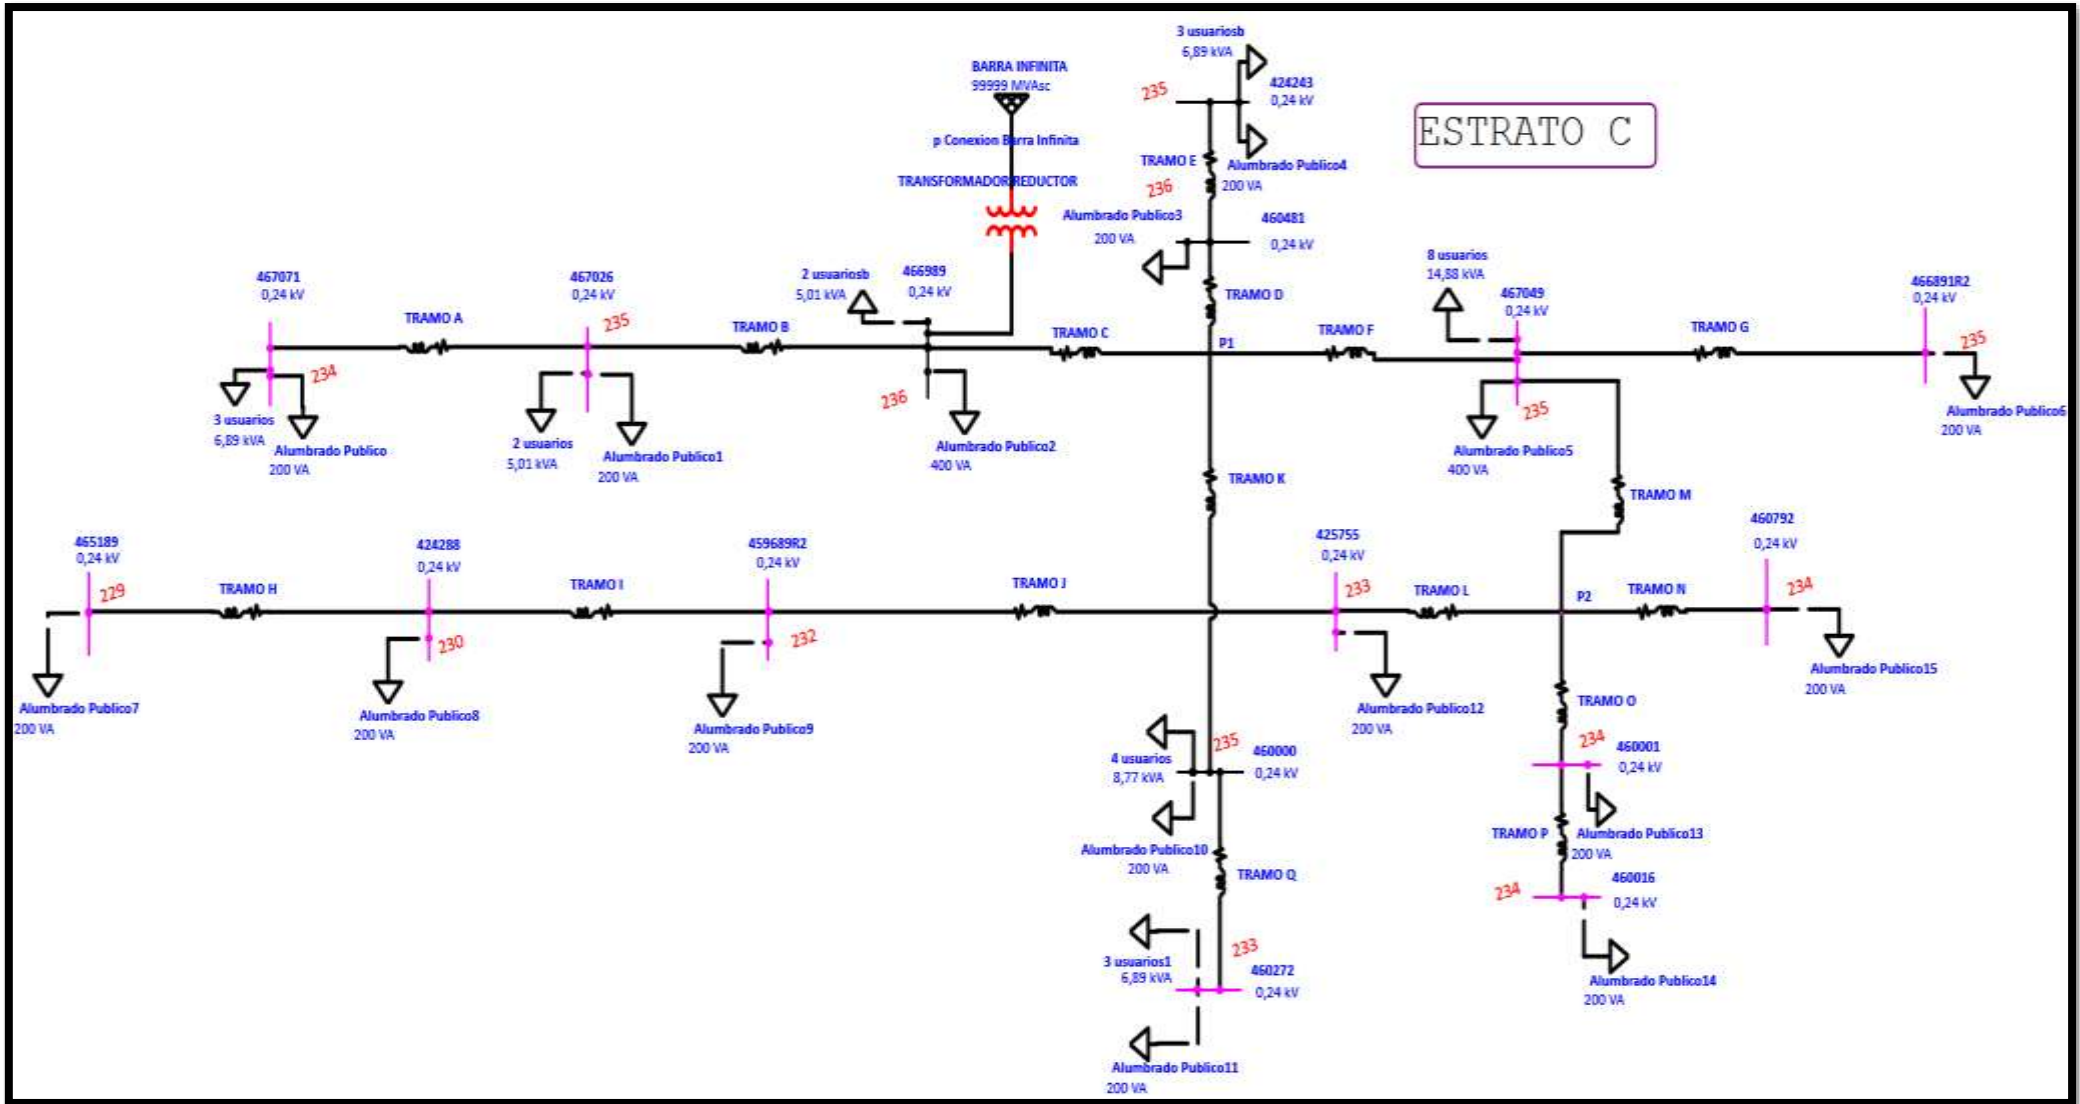 3 usuariosb
6,89 kVA
235
424243
0,24 kV
BARRA INFINITA
99999 MVAsc
p Conexion Barra Infinita
TRANSFORMADOR REDUCTOR
ESTRATO C
TRAMO E
Alumbrado Publico4
200 VA
236
Alumbrado Publico3
200 VA
460481
0,24 kV
TRAMO D
467071
0,24 kV
TRAMO A
467026
0,24 kV
235
TRAMO B
2 usuariosb
5,01 kVA
466989
0,24 kV
TRAMO C
P1
TRAMO F
8 usuarios
14,88 kVA
467049
0,24 kV
TRAMO G
466891R2
0,24 kV
235
234
3 usuarios
6,89 kVA
Alumbrado Publico
200 VA
2 usuarios
5,01 kVA
Alumbrado Publico1
200 VA
236
Alumbrado Publico2
400 VA
235
Alumbrado Publico5
400 VA
Alumbrado Publico6
200 VA
TRAMO K
TRAMO M
465189
0,24 kV
229
TRAMO H
424288
0,24 kV
230
TRAMO I
459689R2
0,24 kV
232
TRAMO J
425755
0,24 kV
233
TRAMO L
P2
TRAMO N
460792
0,24 kV
234
Alumbrado Publico7
200 VA
Alumbrado Publico8
200 VA
Alumbrado Publico9
200 VA
Alumbrado Publico12
200 VA
Alumbrado Publico15
200 VA
TRAMO O
4 usuarios
8,77 kVA
235
460000
0,24 kV
234
460001
0,24 kV
Alumbrado Publico10
200 VA
TRAMO Q
TRAMO P
Alumbrado Publico13
200 VA
234
460016
0,24 kV
3 usuarios1
6,89 kVA
233
460272
0,24 kV
Alumbrado Publico14
200 VA
Alumbrado Publico11
200 VA